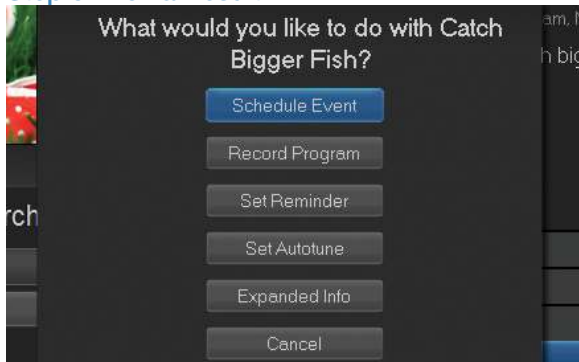 What would you like to do with Catch
Bigger Fish?
Schedule Event
Record Program
Set Reminder
Set Autotune
Expanded Info
Cancel